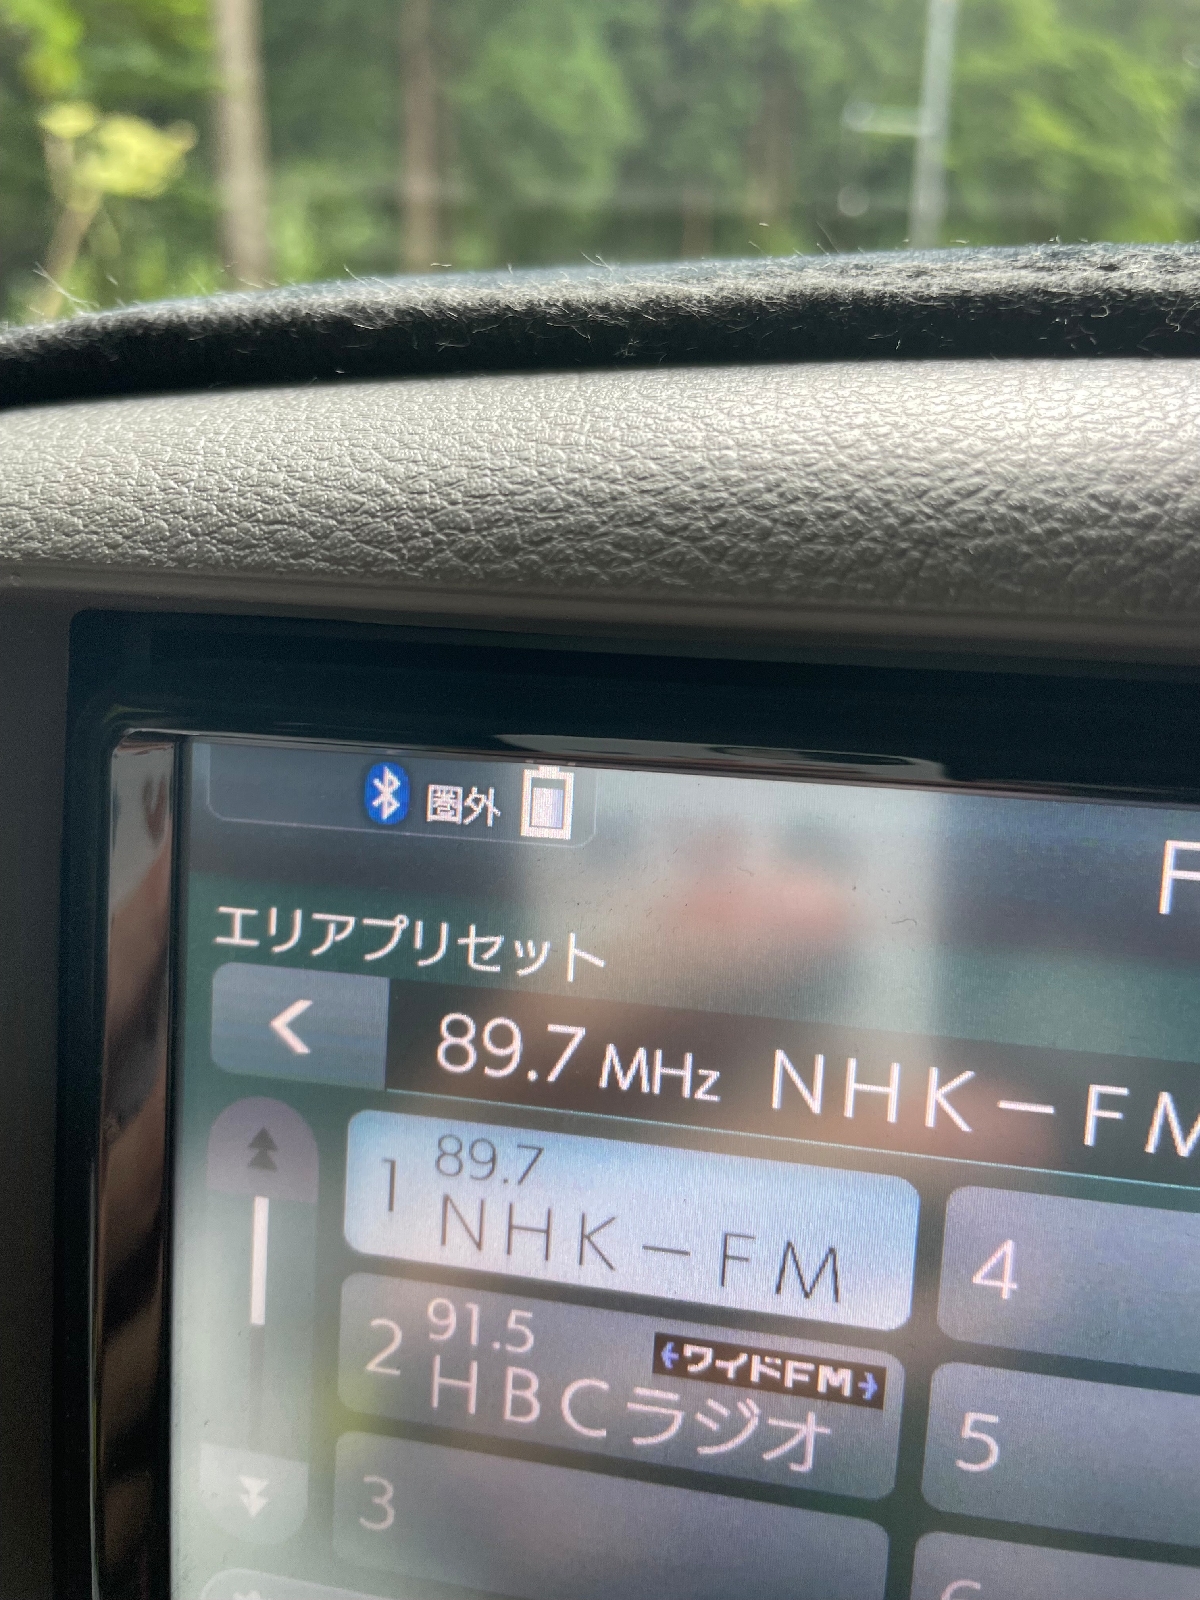 圏外
F
エリアプリセット
89.7 MHz NHK-FM
1 89.7
NHK-FM
4
2 91.5
ワイドFM
HBCラジオ
5
3